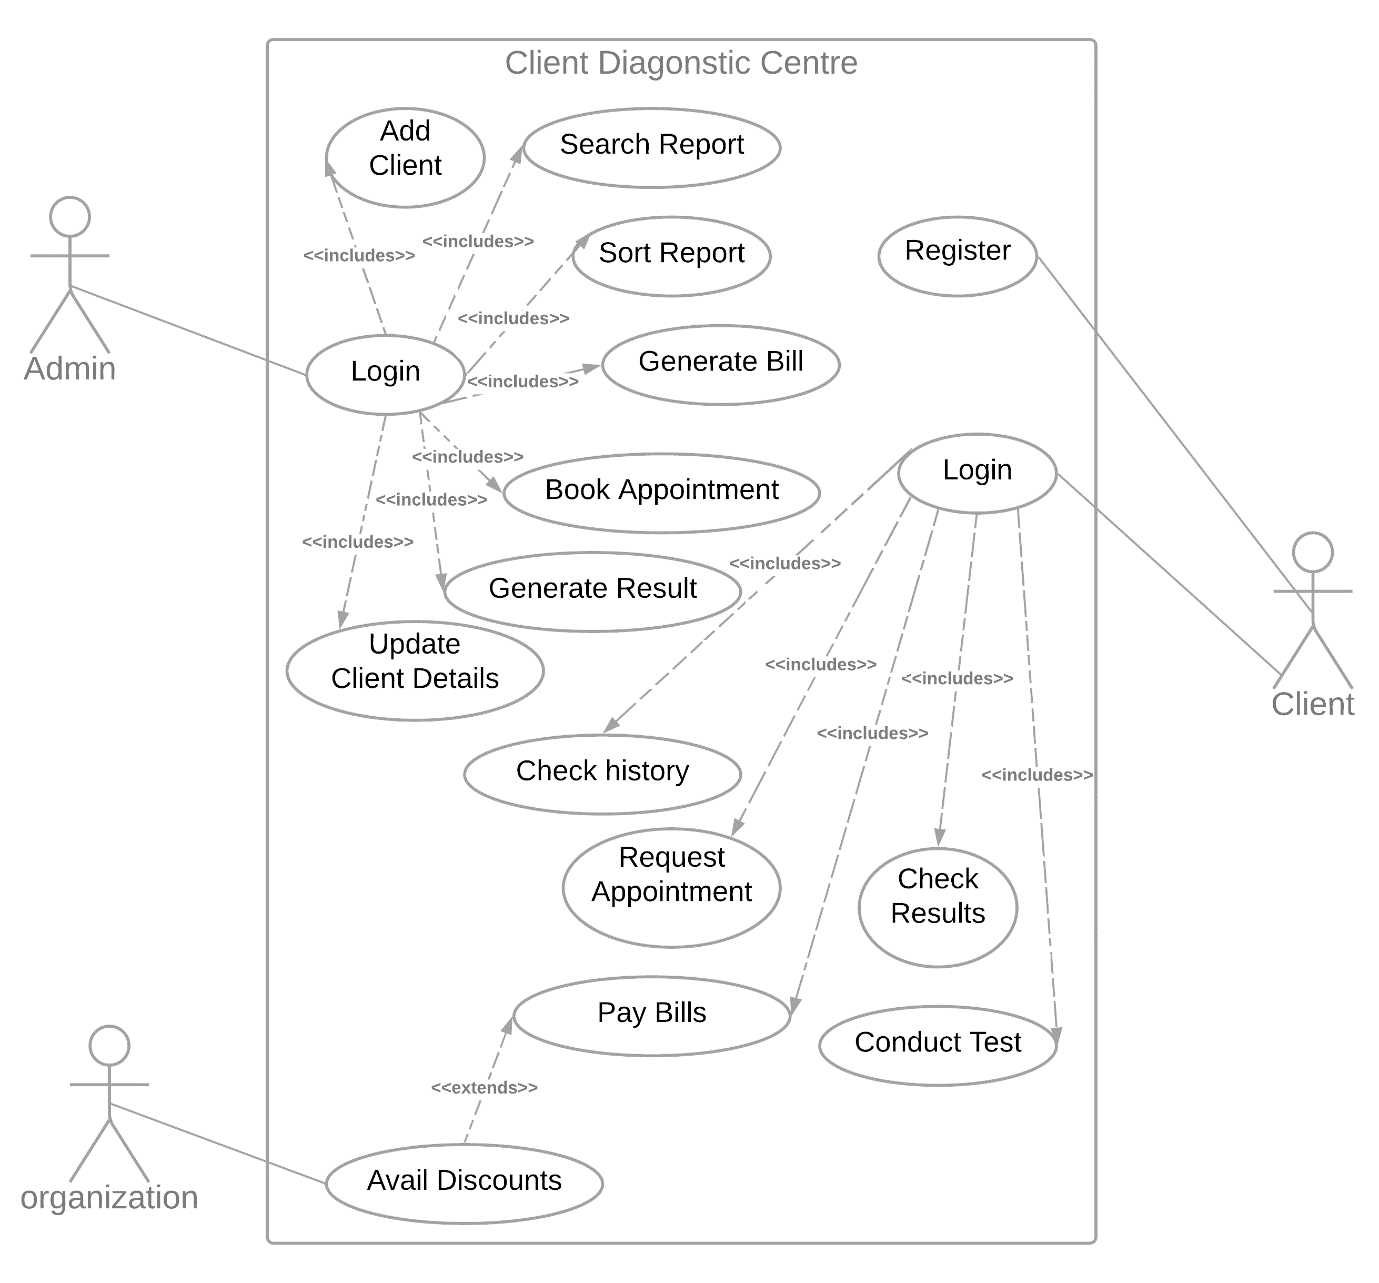 Client Diagonstic Centre
Add
Client
Search Report
<<includes>>
<<includes>>
Sort Report
Register
<<includes>>
Admin
Login
Generate Bill
<<includes>>
<<includes>>
Login
Book Appointment
<<includes>>
<<includes>>
<<includes>>
Generate Result
Update
Client Details
<<includes>>
<<includes>>
Client
<<includes>>
Check history
<<includes>>
Request
Appointment
Check
Results
Pay Bills
Conduct Test
<<extends>>
Avail Discounts
organization